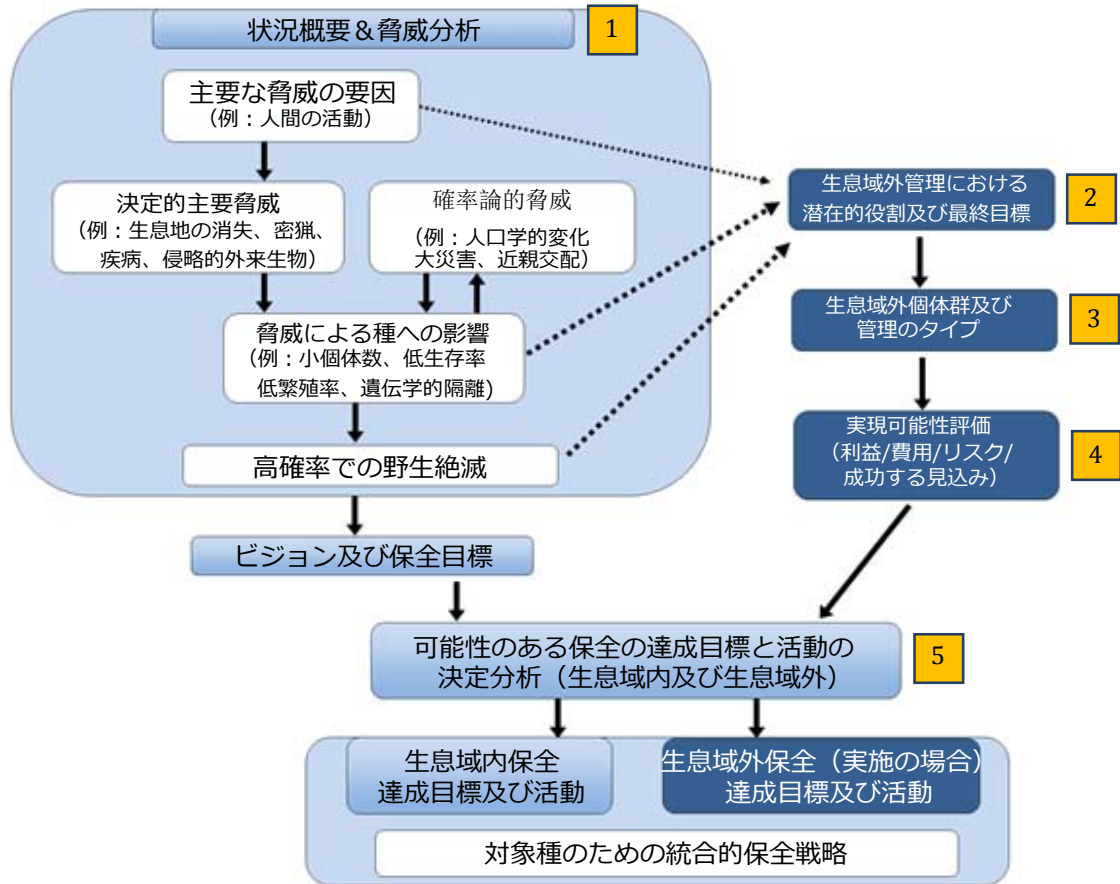 状況概要＆脅威分析
1
主要な脅威の要因
（例：人間の活動）
決定的主要脅威
（例：生息地の消失、密猟、
疾病、侵略的外来生物）
確率論的脅威
（例：人口学的変化
大災害、近親交配）
脅威による種への影響
（例：小個体数、低生存率
低繁殖率、遺伝学的隔離)
高確率での野生絶滅
生息域外管理における
潜在的役割及び最終目標
2
生息域外個体群及び
管理のタイプ
3
実現可能性評価
（利益/費用/リスク/
成功する見込み）
4
ビジョン及び保全目標
可能性のある保全の達成目標と活動の
決定分析（生息域内及び生息域外）
5
生息域内保全
達成目標及び活動
生息域外保全（実施の場合）
達成目標及び活動
対象種のための統合的保全戦略